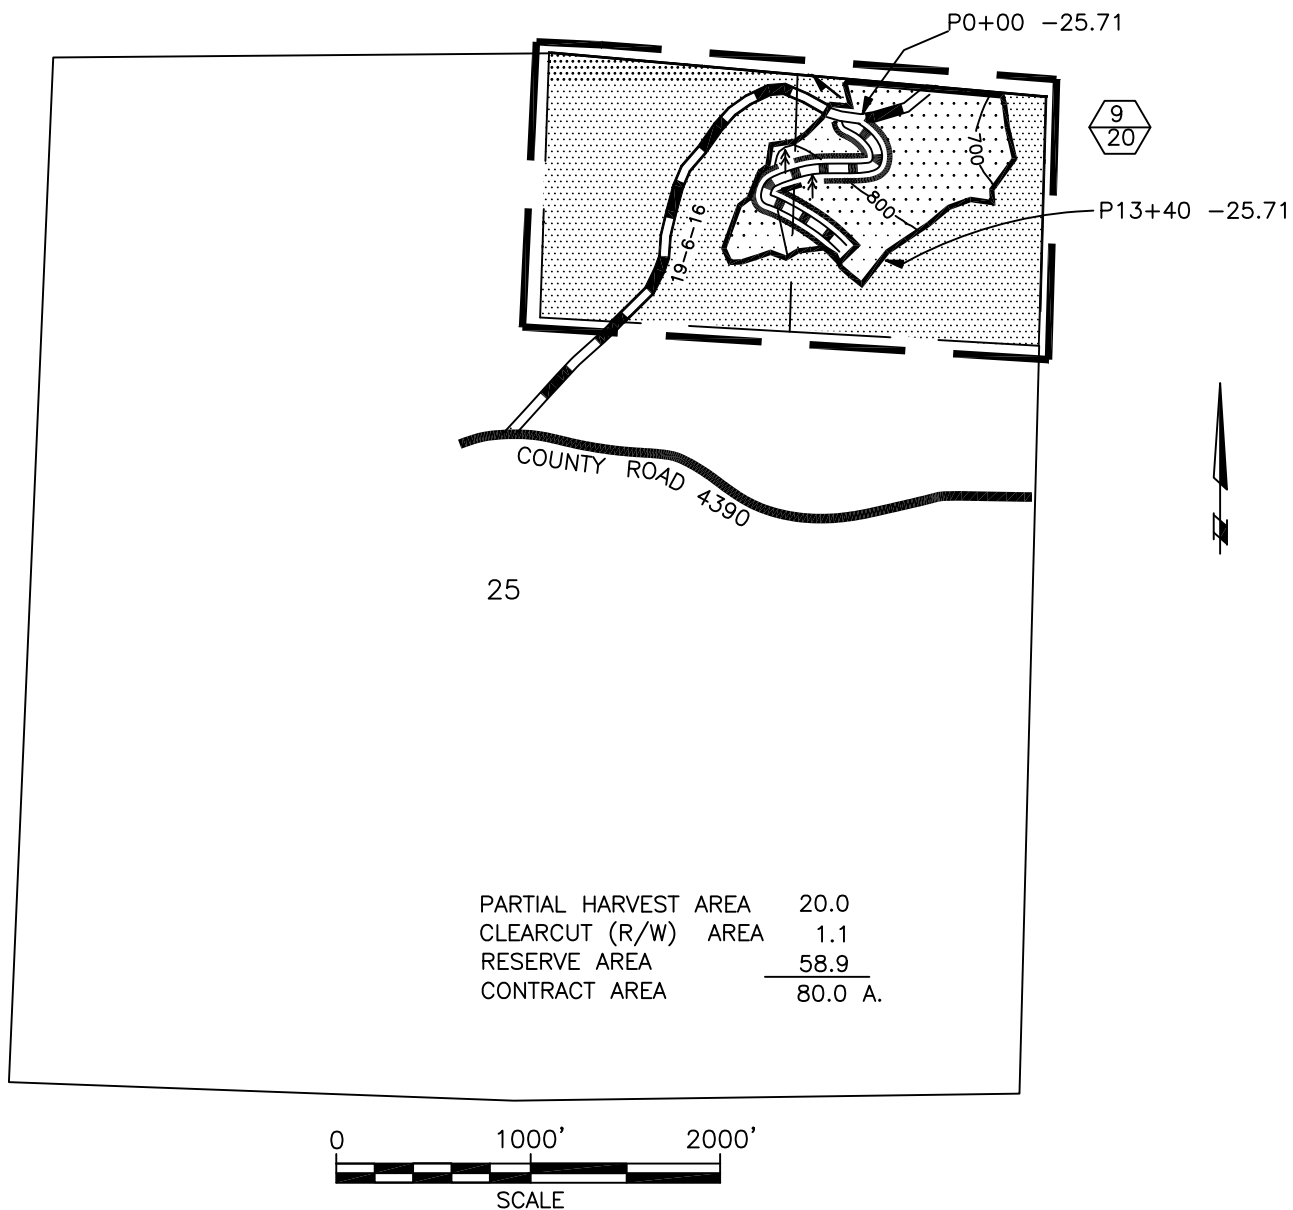 P0+00 -25.71
9
20
700
800
P13+40 -25.71
19-6-16
COUNTY ROAD 4390
N
25
PARTIAL HARVEST AREA 20.0
CLEARCUT (R/W) AREA 1.1
RESERVE AREA 58.9
CONTRACT AREA 80.0 A.
0 1000' 2000'
SCALE